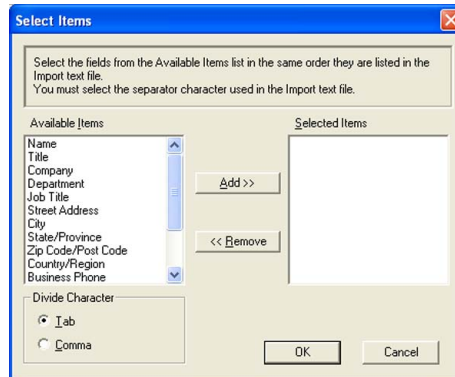 Select Items
Select the fields from the Available Items list in the same order they are listed in the
Import text file.
You must select the separator character used in the Import text file.
Available Items
Selected Items
Name
Title
Company
Department
Job Title
Street Address
City
State/Province
Zip Code/Post Code
Country/Region
Business Phone
Add >>
<< Remove
Divide Character
Tab
Comma
OK
Cancel